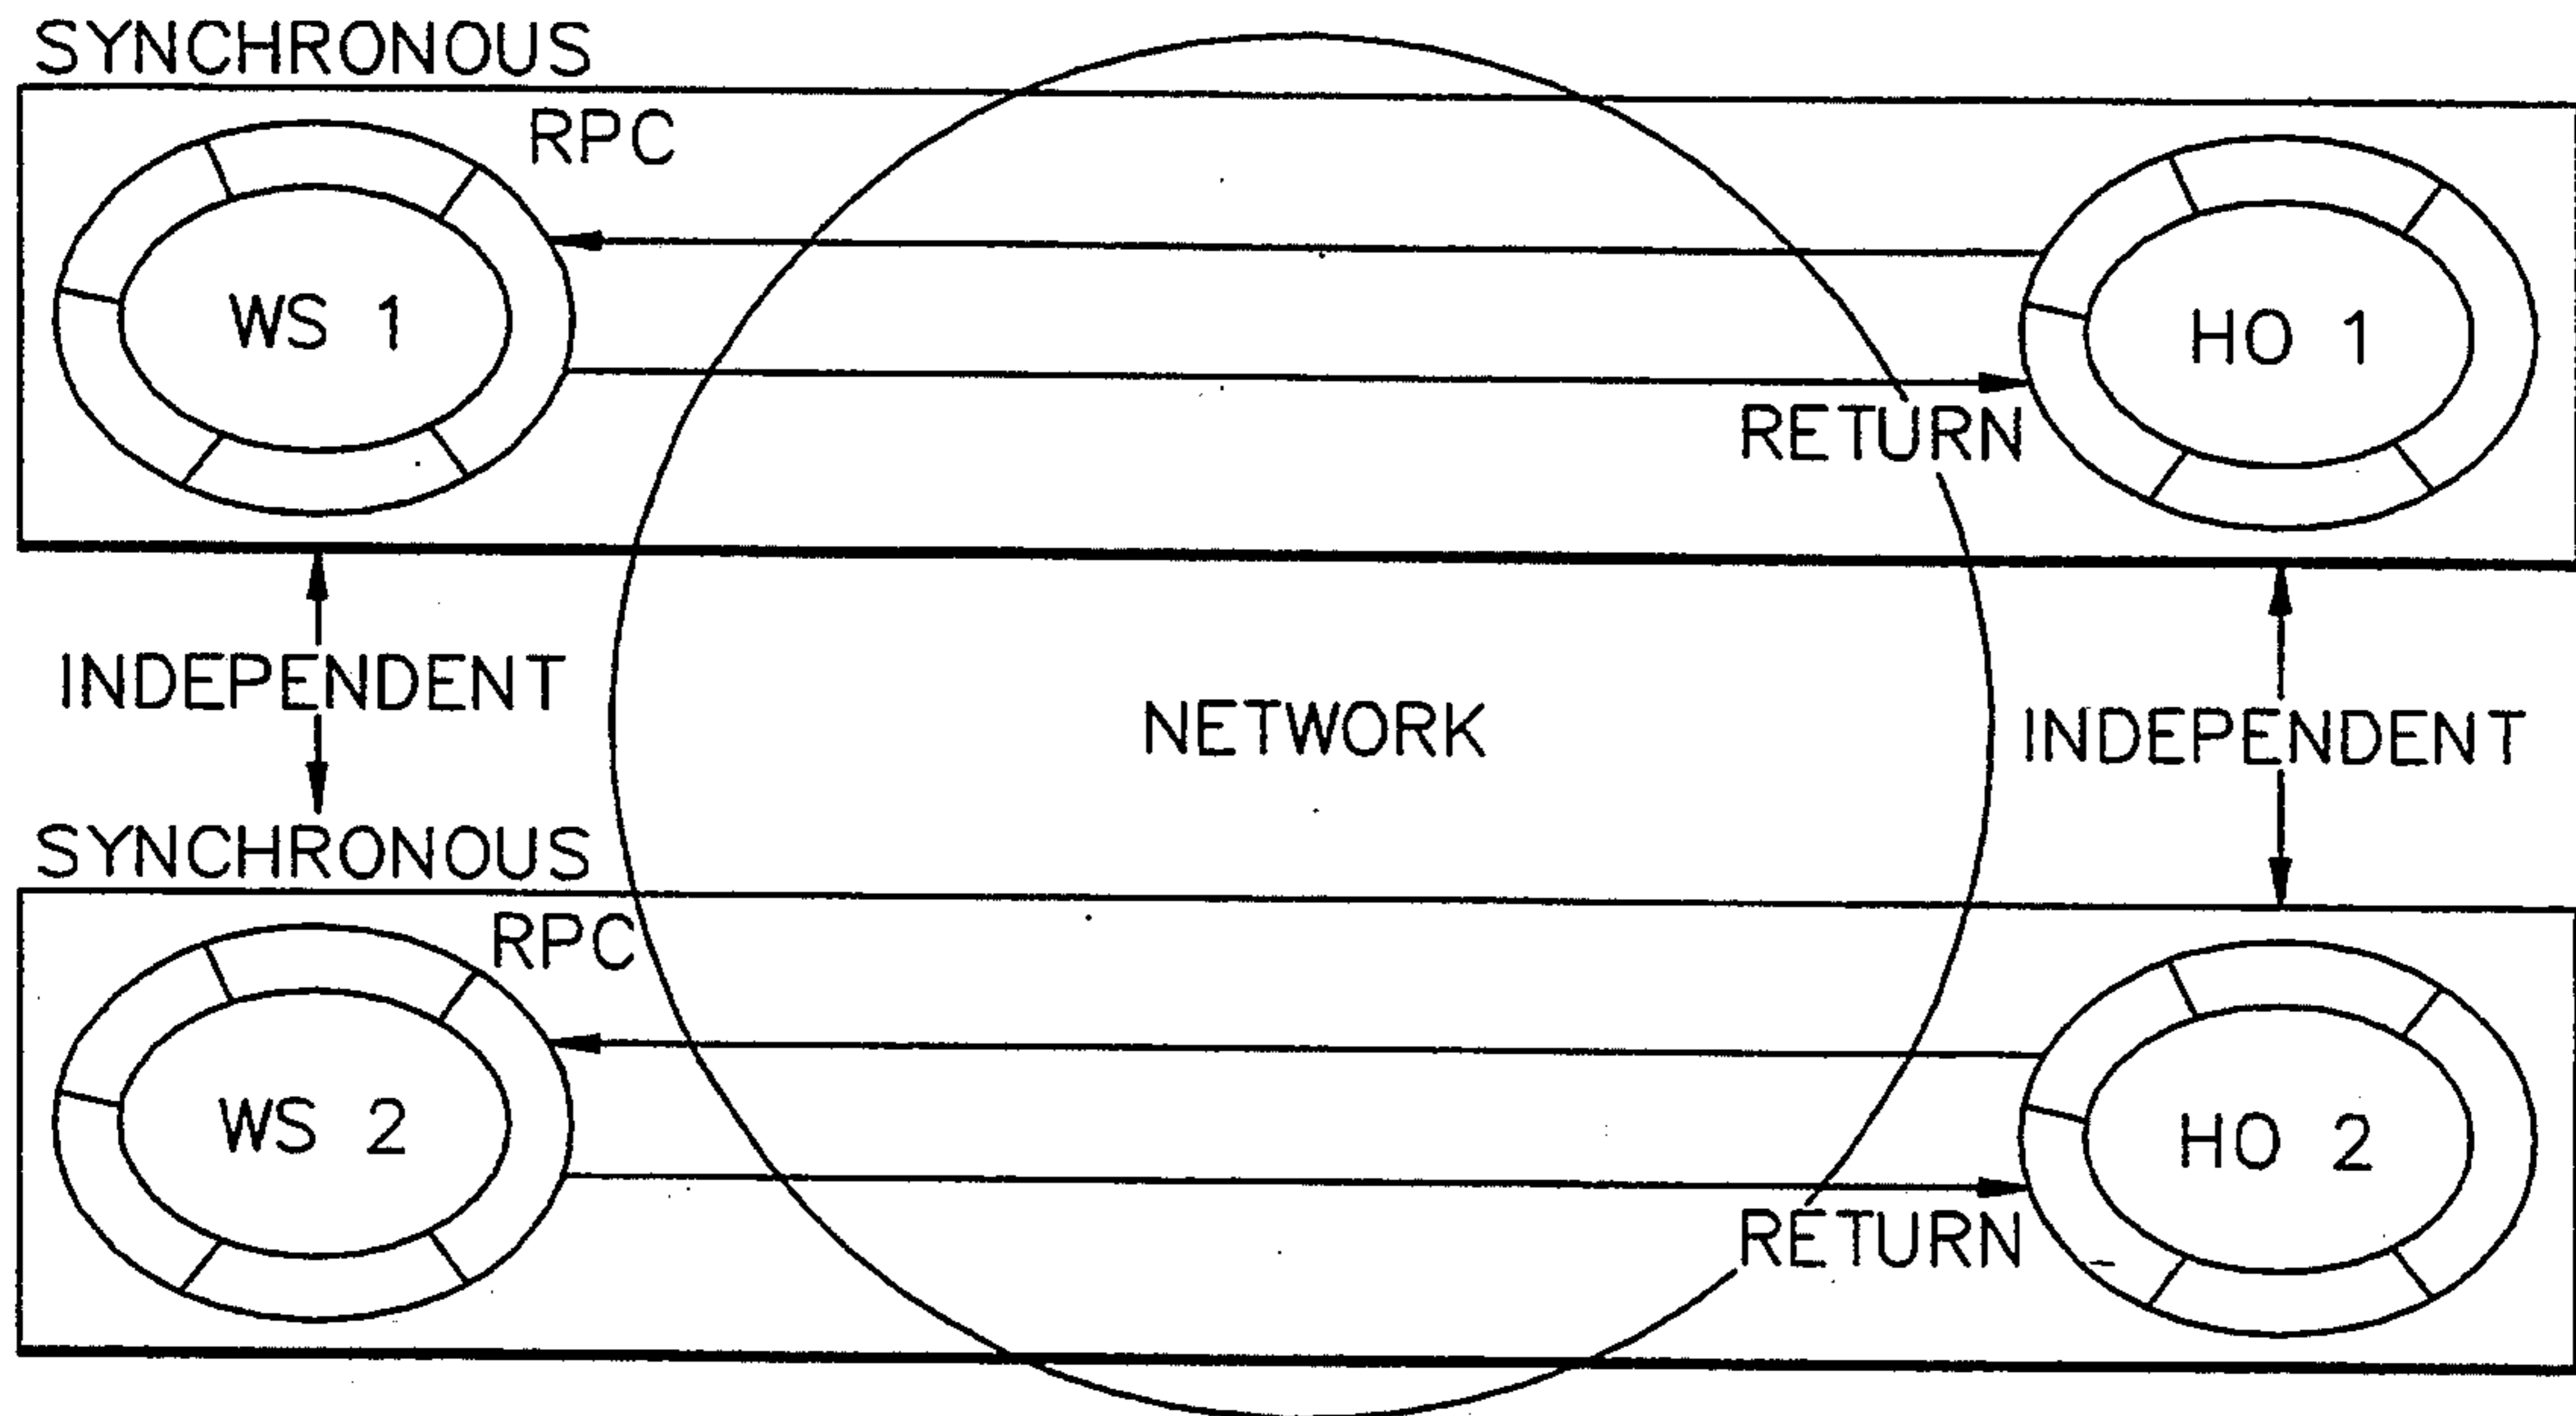 SYNCHRONOUS
RPC
WS 1
HO 1
RETURN
INDEPENDENT
NETWORK
INDEPENDENT
SYNCHRONOUS
RPC
WS 2
HO 2
RETURN